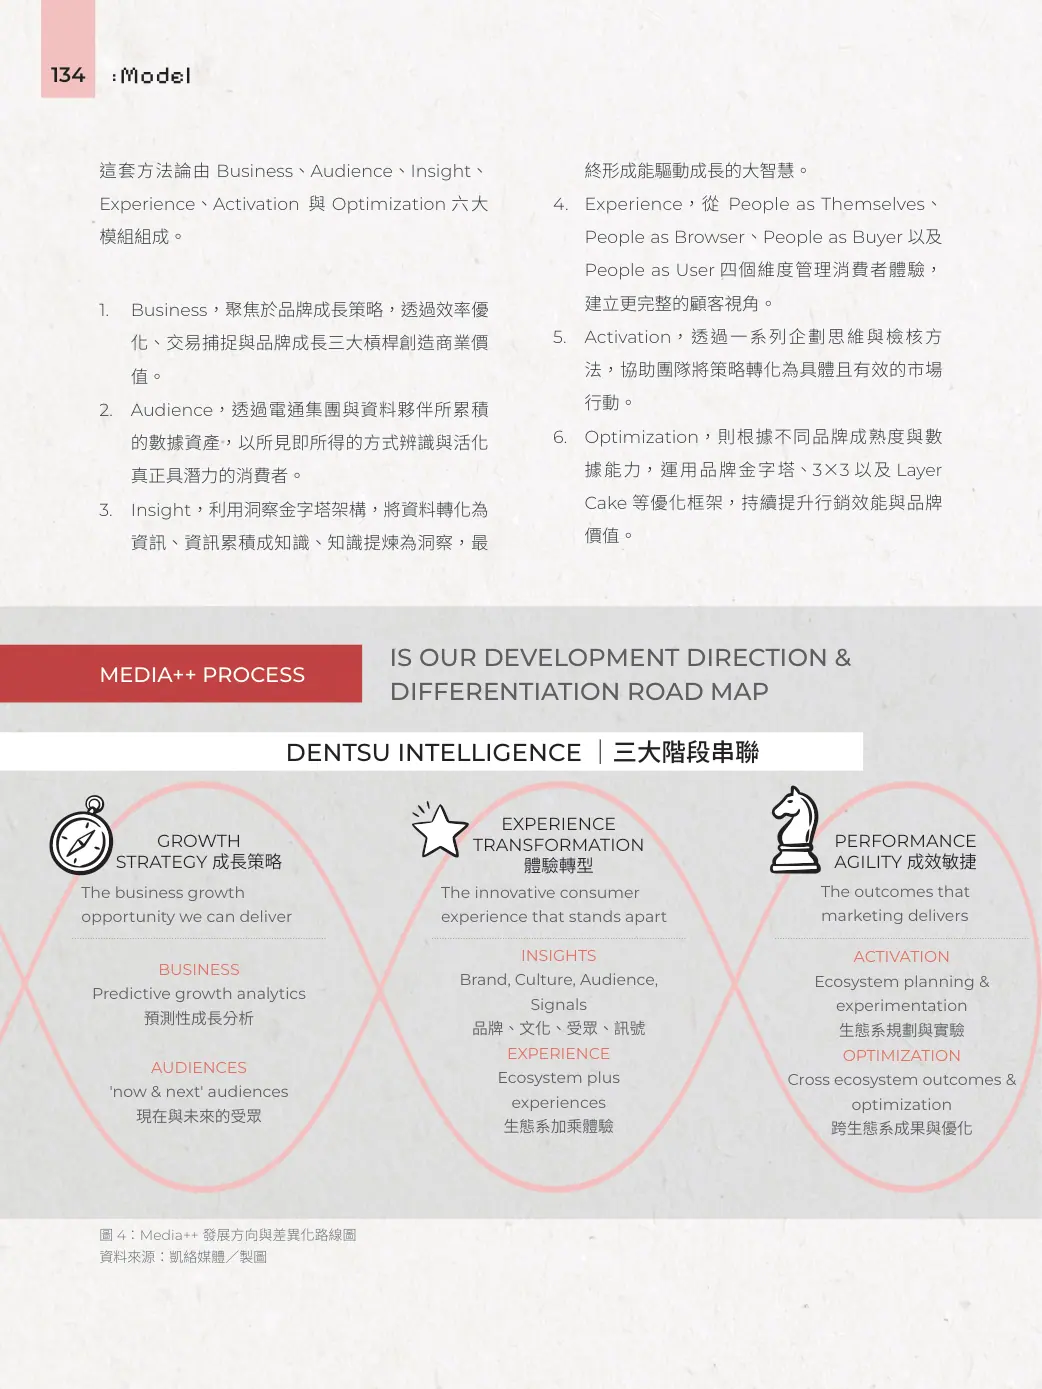 134 :Model
這套方法論由 Business、Audience、Insight、
Experience、Activation 與 Optimization 六大
模組組成。
1. Business，聚焦於品牌成長策略，透過效率優
化、交易捕捉與品牌成長三大槓桿創造商業價
值。
2. Audience，透過電通集團與資料夥伴所累積
的數據資產，以所見即所得的方式辨識與活化
真正具潛力的消費者。
3. Insight，利用洞察金字塔架構，將資料轉化為
資訊、資訊累積成知識、知識提煉為洞察，最
終形成能驅動成長的大智慧。
4. Experience，從 People as Themselves、
People as Browser、People as Buyer 以及
People as User 四個維度管理消費者體驗，
建立更完整的顧客視角。
5. Activation，透過一系列企劃思維與檢核方
法，協助團隊將策略轉化為具體且有效的市場
行動。
6. Optimization，則根據不同品牌成熟度與數
據能力，運用品牌金字塔、3×3 以及 Layer
Cake 等優化框架，持續提升行銷效能與品牌
價值。
MEDIA++ PROCESS
IS OUR DEVELOPMENT DIRECTION &
DIFFERENTIATION ROAD MAP
DENTSU INTELLIGENCE｜三大階段串聯
GROWTH
STRATEGY 成長策略
The business growth
opportunity we can deliver
BUSINESS
Predictive growth analytics
預測性成長分析
AUDIENCES
'now & next' audiences
現在與未來的受眾
EXPERIENCE
TRANSFORMATION
體驗轉型
The innovative consumer
experience that stands apart
INSIGHTS
Brand, Culture, Audience,
Signals
品牌、文化、受眾、訊號
EXPERIENCE
Ecosystem plus
experiences
生態系加乘體驗
PERFORMANCE
AGILITY 成效敏捷
The outcomes that
marketing delivers
ACTIVATION
Ecosystem planning &
experimentation
生態系規劃與實驗
OPTIMIZATION
Cross ecosystem outcomes &
optimization
跨生態系成果與優化
圖 4：Media++ 發展方向與差異化路線圖
資料來源：凱絡媒體／製圖